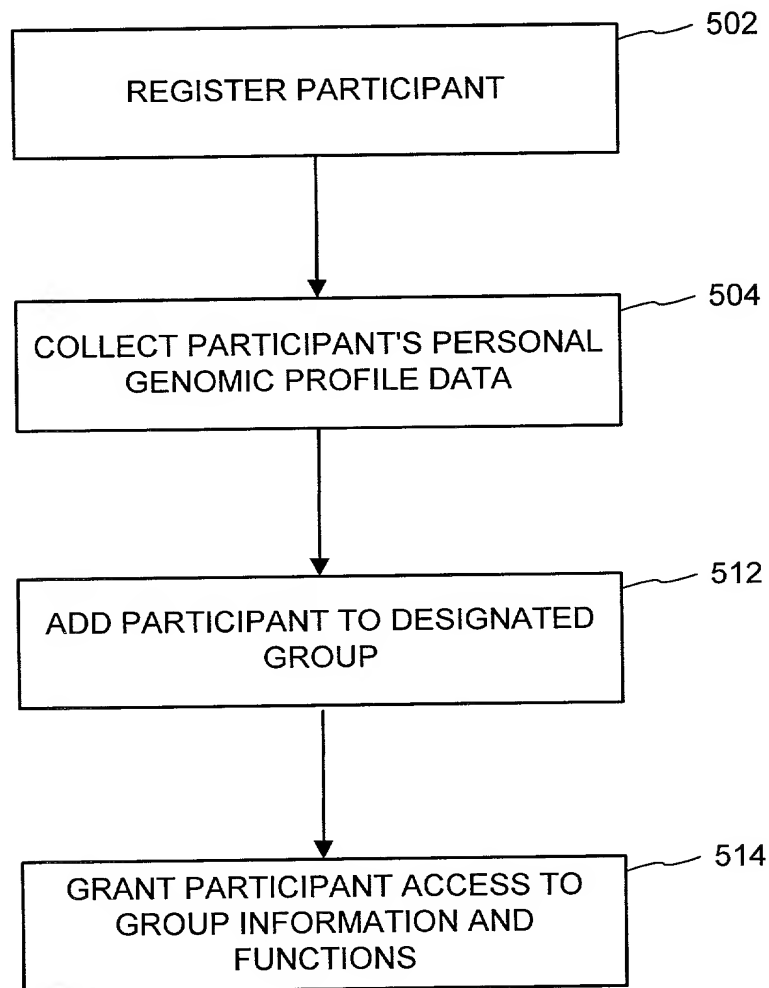 502
REGISTER PARTICIPANT
504
COLLECT PARTICIPANT'S PERSONAL
GENOMIC PROFILE DATA
512
ADD PARTICIPANT TO DESIGNATED
GROUP
514
GRANT PARTICIPANT ACCESS TO
GROUP INFORMATION AND
FUNCTIONS